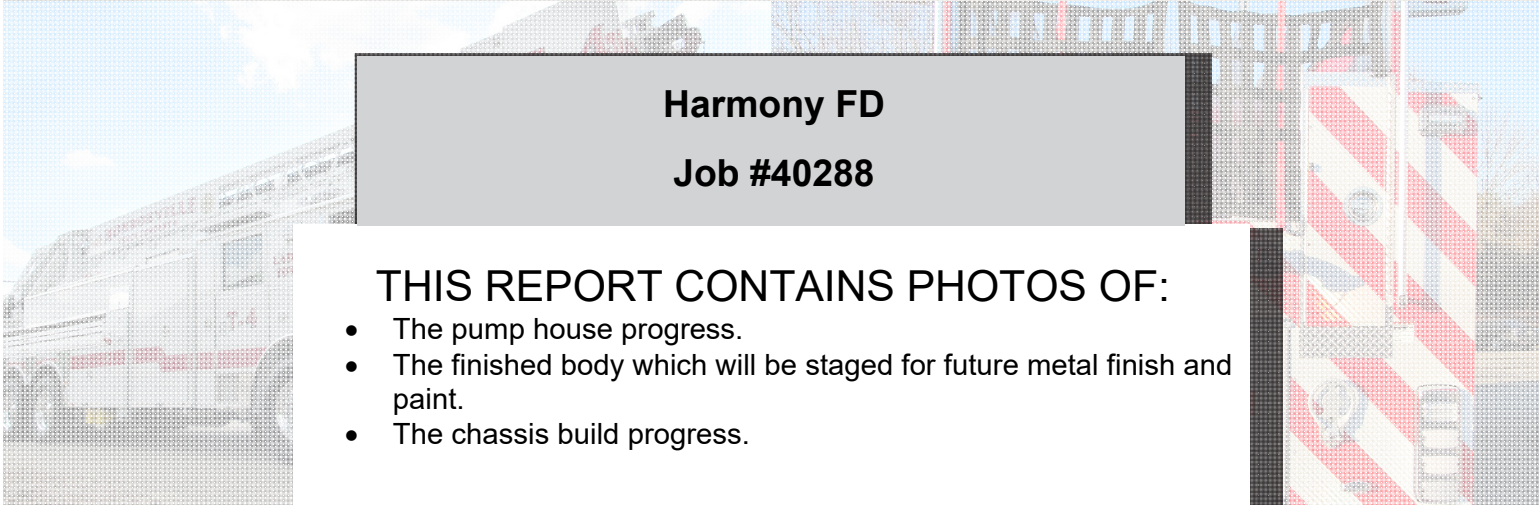 Harmony FD
Job #40288
THIS REPORT CONTAINS PHOTOS OF:
• The pump house progress.
• The finished body which will be staged for future metal finish and
paint.
• The chassis build progress.
T-4